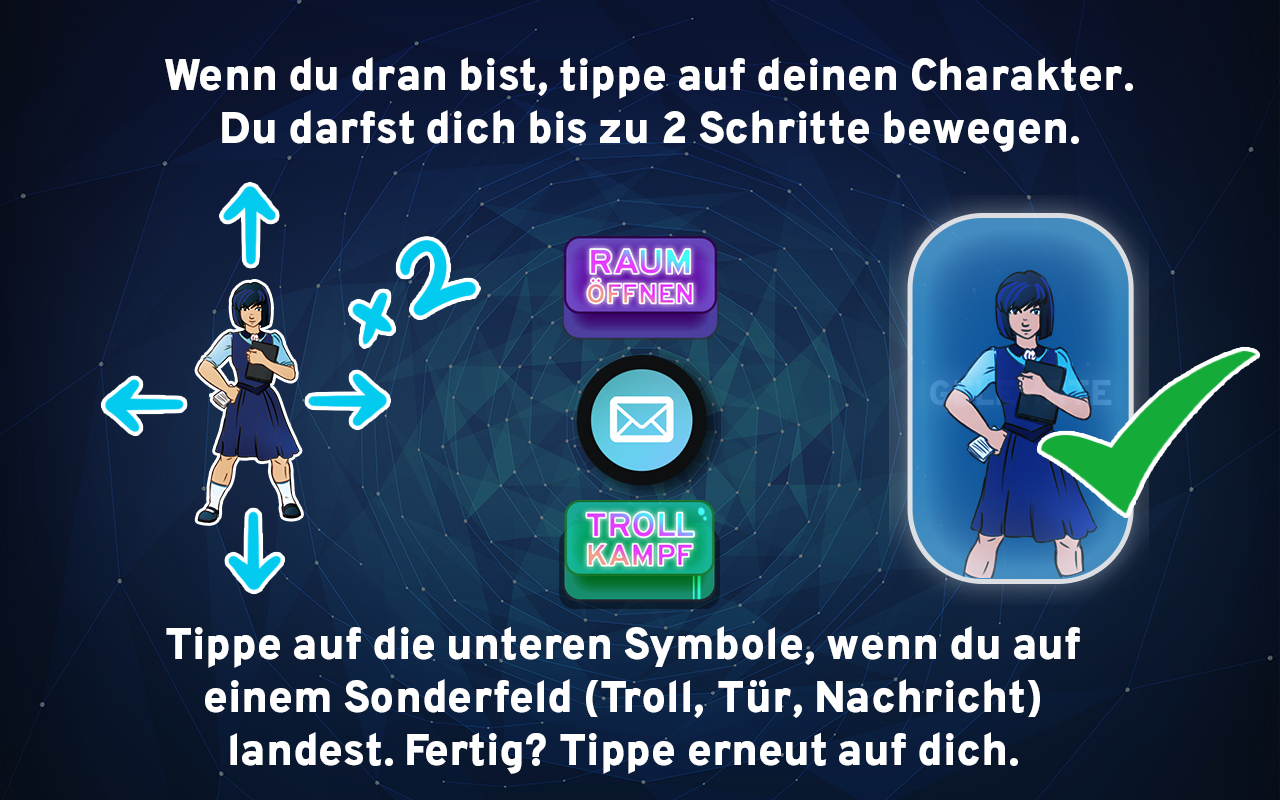 Wenn du dran bist, tippe auf deinen Charakter.
Du darfst dich bis zu 2 Schritte bewegen.
x2
RAUM
ÖFFNEN
TROLL
KAMPF
Tippe auf die unteren Symbole, wenn du auf
einem Sonderfeld (Troll, Tür, Nachricht)
landest. Fertig? Tippe erneut auf dich.